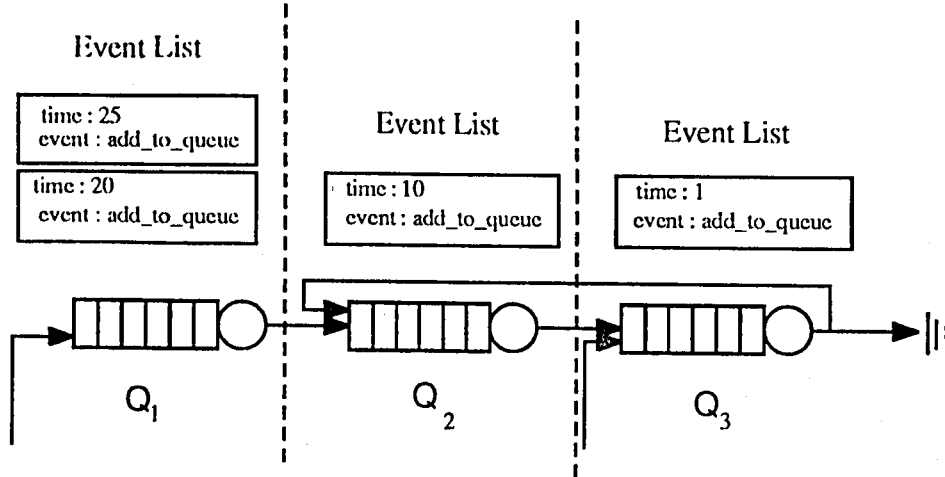 Event List
time : 25
event : add_to_queue
time : 20
event : add_to_queue
Q1
Event List
time : 10
event : add_to_queue
Q2
Event List
time : 1
event : add_to_queue
Q3